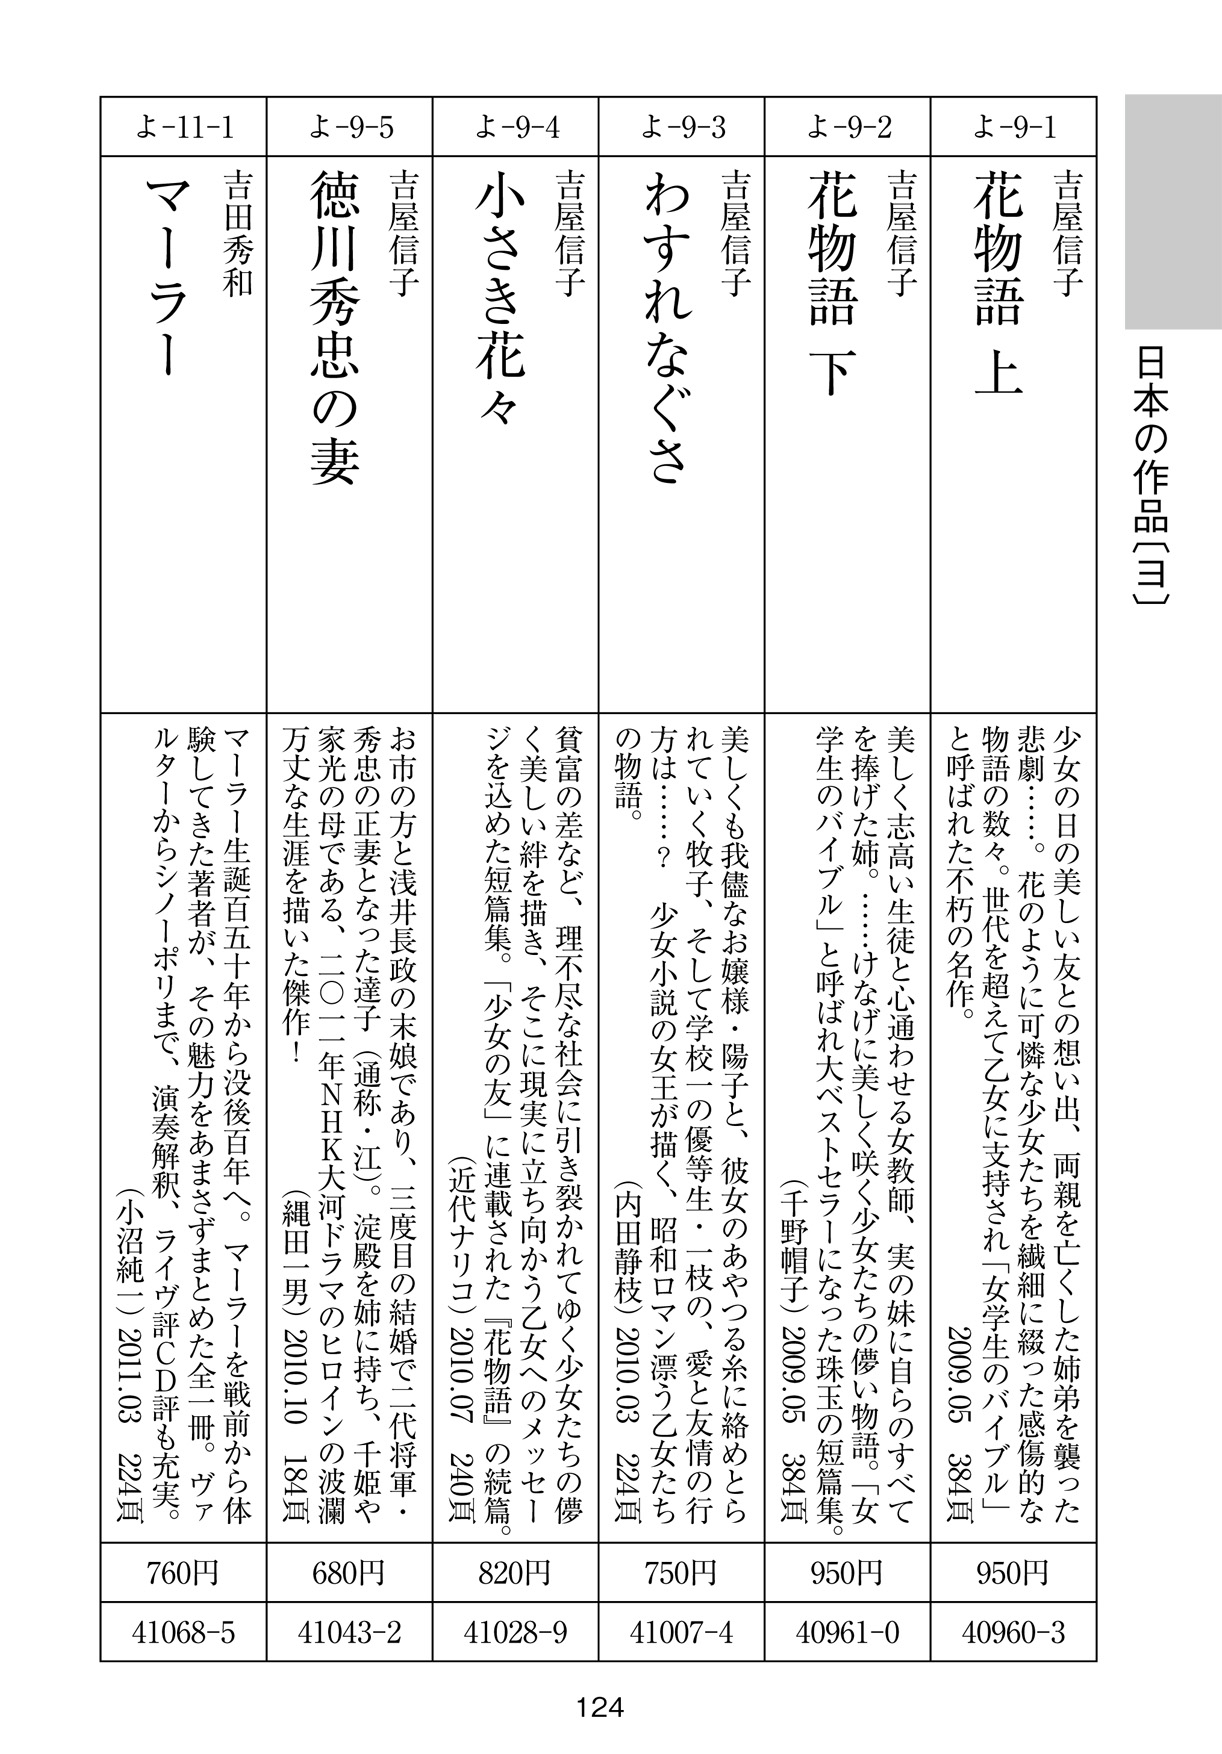 日本の作品〔ヨ〕
よ-9-1
吉屋信子
花物語 上
少女の日の美しい友との想い出、両親を亡くした姉弟を襲った
悲劇……。花のように可憐な少女たちを繊細に綴った感傷的な
物語の数々。世代を超えて乙女に支持され「女学生のバイブル」
と呼ばれた不朽の名作。
2009.05 384頁
950円
40960-3
よ-9-2
吉屋信子
花物語 下
美しく志高い生徒と心通わせる女教師、実の妹に自らのすべて
を捧げた姉。……けなげに美しく咲く少女たちの儚い物語。「女
学生のバイブル」と呼ばれ大ベストセラーになった珠玉の短篇集。
（千野帽子）2009.05 384頁
950円
40961-0
よ-9-3
吉屋信子
わすれなぐさ
美しくも我儘なお嬢様・陽子と、彼女のあやつる糸に絡めとら
れていく牧子、そして学校一の優等生・一枝の、愛と友情の行
方は……？ 少女小説の女王が描く、昭和ロマン漂う乙女たち
の物語。
（内田静枝）2010.03 224頁
750円
41007-4
よ-9-4
吉屋信子
小さき花々
貧富の差など、理不尽な社会に引き裂かれてゆく少女たちの儚
く美しい絆を描き、そこに現実に立ち向かう乙女へのメッセー
ジを込めた短篇集。「少女の友」に連載された『花物語』の続篇。
（近代ナリコ）2010.07 240頁
820円
41028-9
よ-9-5
吉屋信子
徳川秀忠の妻
お市の方と浅井長政の末娘であり、三度目の結婚で二代将軍・
秀忠の正妻となった達子（通称・江）。淀殿を姉に持ち、千姫や
家光の母である、二〇一一年ＮＨＫ大河ドラマのヒロインの波瀾
万丈な生涯を描いた傑作！
（縄田一男）2010.10 184頁
680円
41043-2
よ-11-1
吉田秀和
マーラー
マーラー生誕百五十年から没後百年へ。マーラーを戦前から体
験してきた著者が、その魅力をあまさずまとめた全一冊。ヴァ
ルターからシノーポリまで、演奏解釈、ライヴ評ＣＤ評も充実。
（小沼純一）2011.03 224頁
760円
41068-5
124